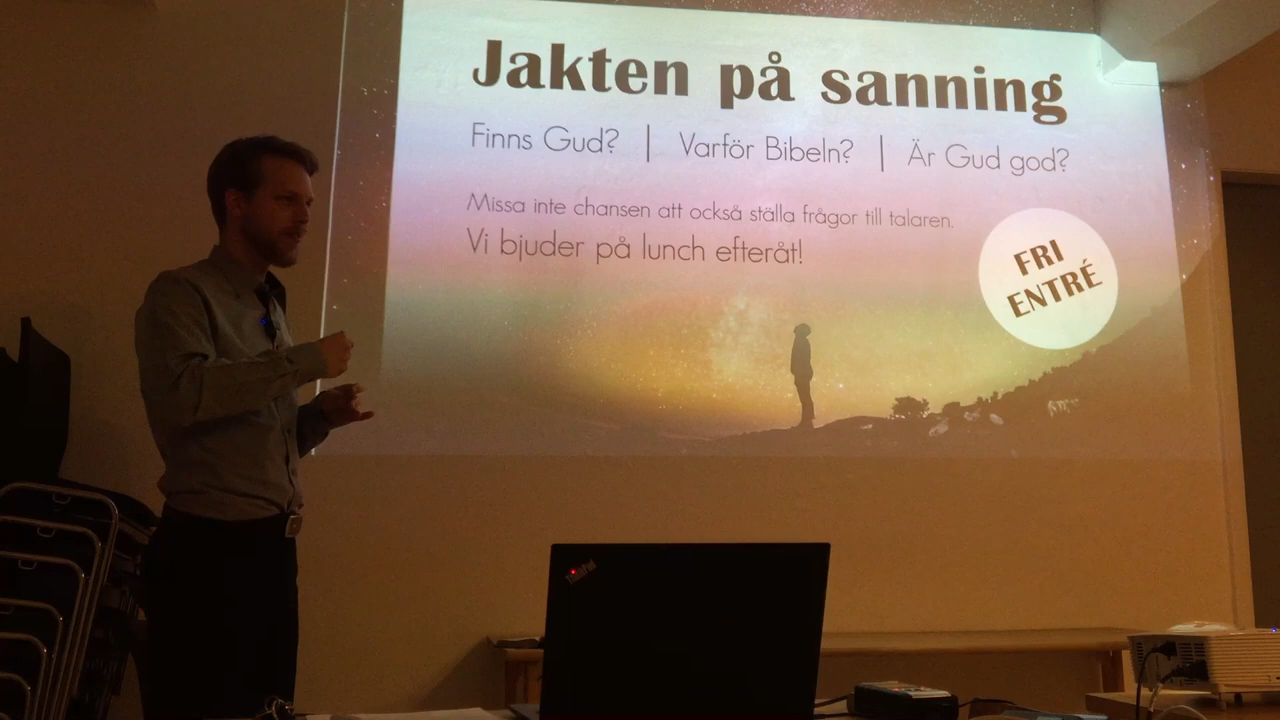 Jakten på sanning
Finns Gud? | Varför Bibeln? | Är Gud god?
Missa inte chansen att också ställa frågor till talaren.
Vi bjuder på lunch efteråt!
FRI
ENTRÉ
ThinkPad